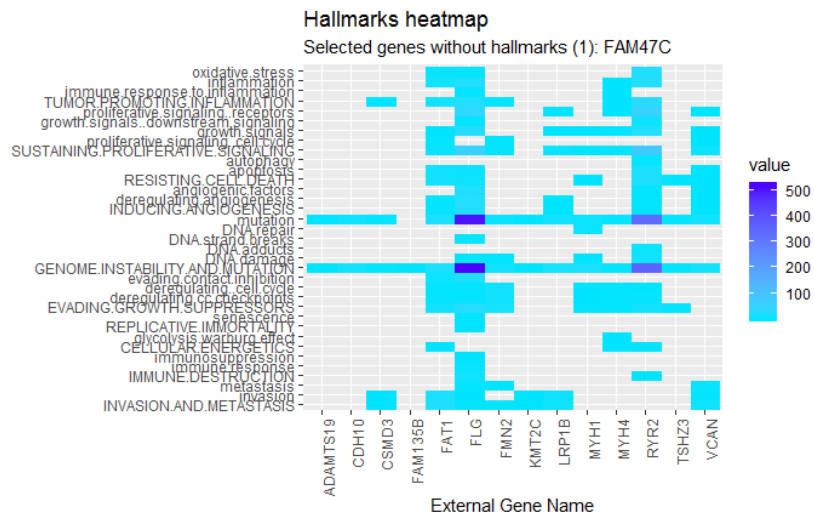 Hallmarks heatmap
Selected genes without hallmarks (1): FAM47C
oxidative.stress
inflammation
immune.response.to.inflammation
TUMOR.PROMOTING.INFLAMMATION
proliferative.signaling..receptors
growth.signals..downstream.signaling
growth.signals
proliferative.signaling..cell.cycle
SUSTAINING.PROLIFERATIVE.SIGNALING
autophagy
apoptosis
RESISTING.CELL.DEATH
angiogenic.factors
deregulating.angiogenesis
INDUCING.ANGIOGENESIS
mutation
DNA.repair
DNA.strand.breaks
DNA.adducts
DNA.damage
GENOME.INSTABILITY.AND.MUTATION
evading.contact.inhibition
deregulating..cell.cycle
deregulating.cc.checkpoints
EVADING.GROWTH.SUPPRESSORS
senescence
REPLICATIVE.IMMORTALITY
glycolysis.warburg.effect
CELLULAR.ENERGETICS
immunosuppression
immune.response
IMMUNE.DESTRUCTION
metastasis
invasion
INVASION.AND.METASTASIS
ADAMTS19
CDH10
CSMD3
FAM135B
FAT1
FLG
FMN2
KMT2C
LRP1B
MYH1
MYH4
RYR2
TSHZ3
VCAN
External Gene Name
value
500
400
300
200
100